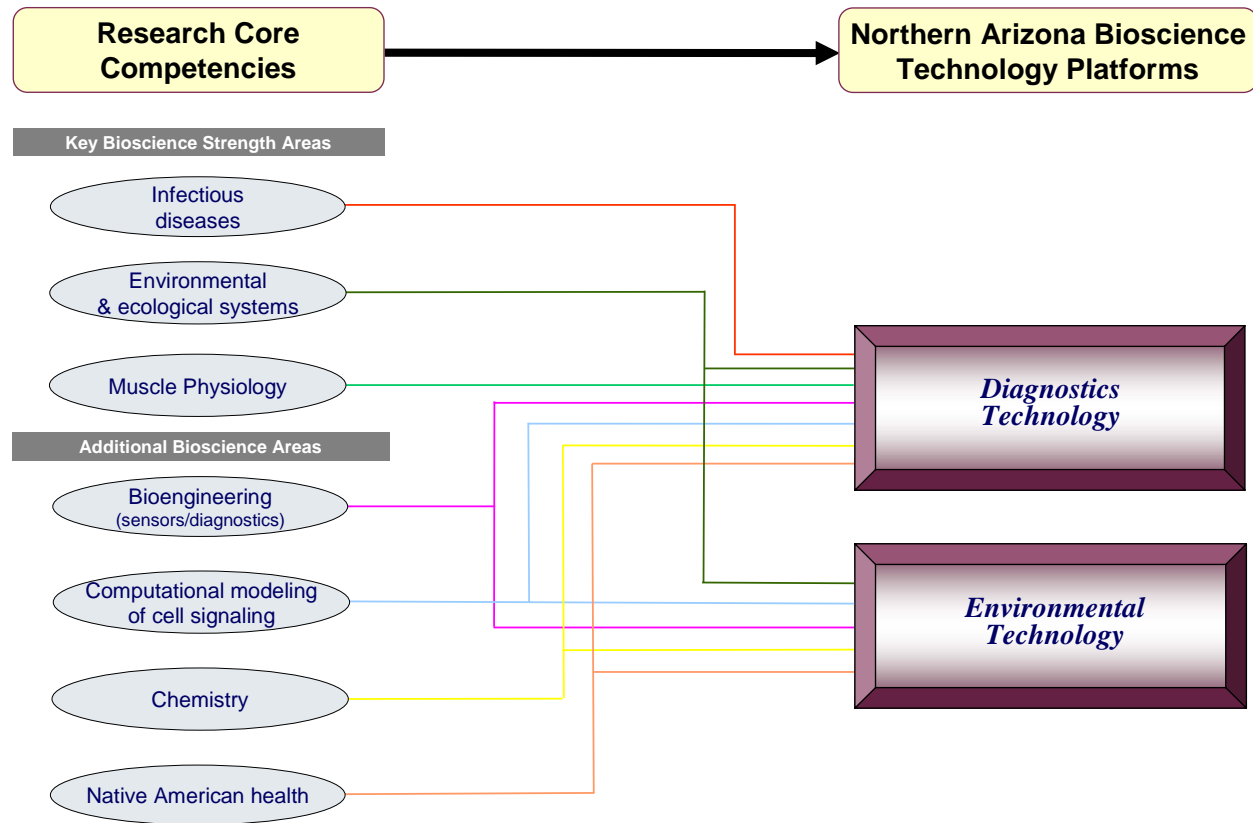 Research Core
Competencies
Northern Arizona Bioscience
Technology Platforms
Key Bioscience Strength Areas
Infectious
diseases
Environmental
& ecological systems
Muscle Physiology
Additional Bioscience Areas
Bioengineering
(sensors/diagnostics)
Computational modeling
of cell signaling
Chemistry
Native American health
Diagnostics
Technology
Environmental
Technology